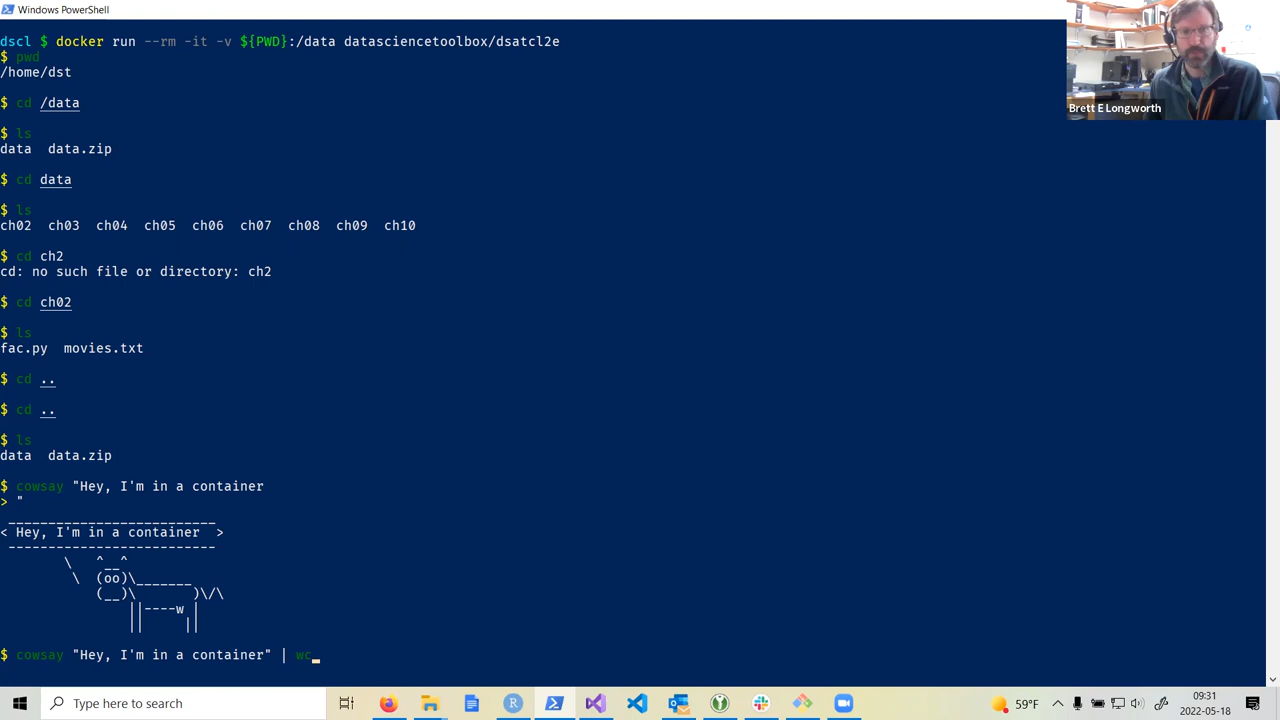 Windows PowerShell
dscl $ docker run --rm -it -v ${PWD}:/data datasciencetoolbox/dsatcl2e
$ pwd
/home/dst
$ cd /data
$ ls
data  data.zip
$ cd data
$ ls
ch02  ch03  ch04  ch05  ch06  ch07  ch08  ch09  ch10
$ cd ch2
cd: no such file or directory: ch2
$ cd ch02
$ ls
fac.py  movies.txt
$ cd ..
$ cd ..
$ ls
data  data.zip
$ cowsay "Hey, I'm in a container
> "
 __________________________
< Hey, I'm in a container  >
 --------------------------
        \   ^__^
         \  (oo)\_______
            (__)\       )\/\
                ||----w |
                ||     ||
$ cowsay "Hey, I'm in a container" | wc_
Brett E Longworth
Type here to search
59°F
09:31
2022-05-18